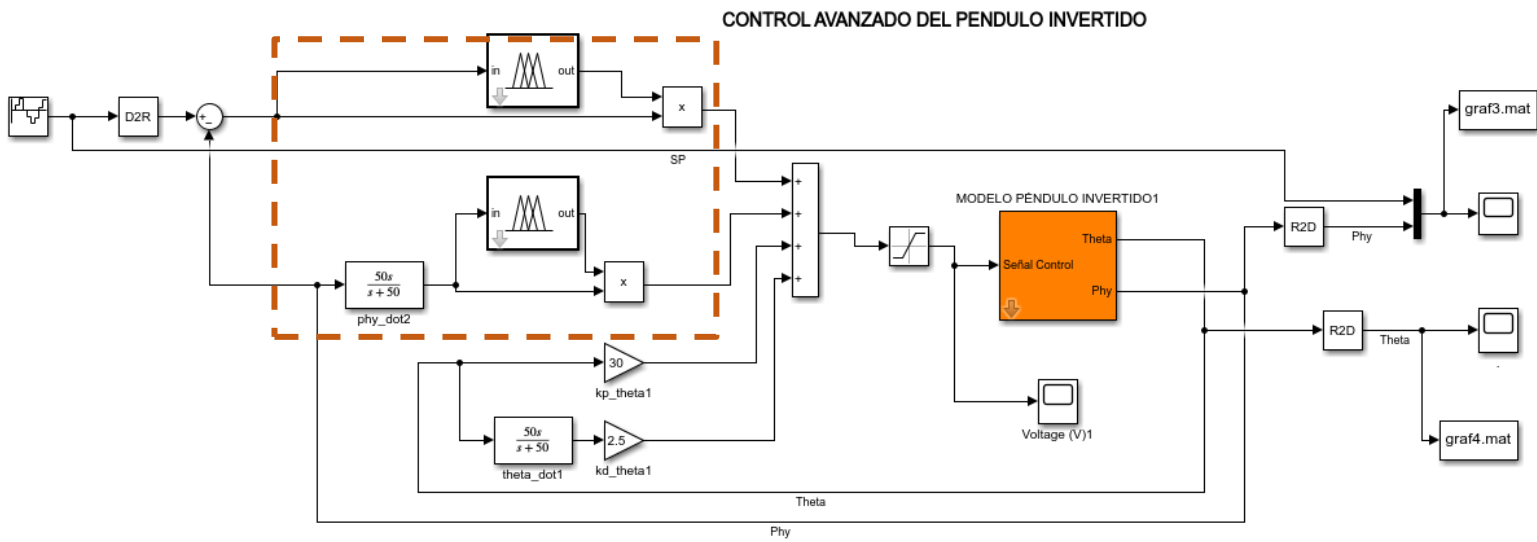 CONTROL AVANZADO DEL PENDULO INVERTIDO
in
out
x
D2R
+
_
graf3.mat
SP
in
out
x
50s
s + 50
phy_dot2
+
+
+
+
MODELO PÉNDULO INVERTIDO1
Theta
Señal Control
Phy
R2D
Phy
R2D
Theta
30
kp_theta1
50s
s + 50
theta_dot1
2.5
kd_theta1
Voltage (V)1
graf4.mat
Theta
Phy